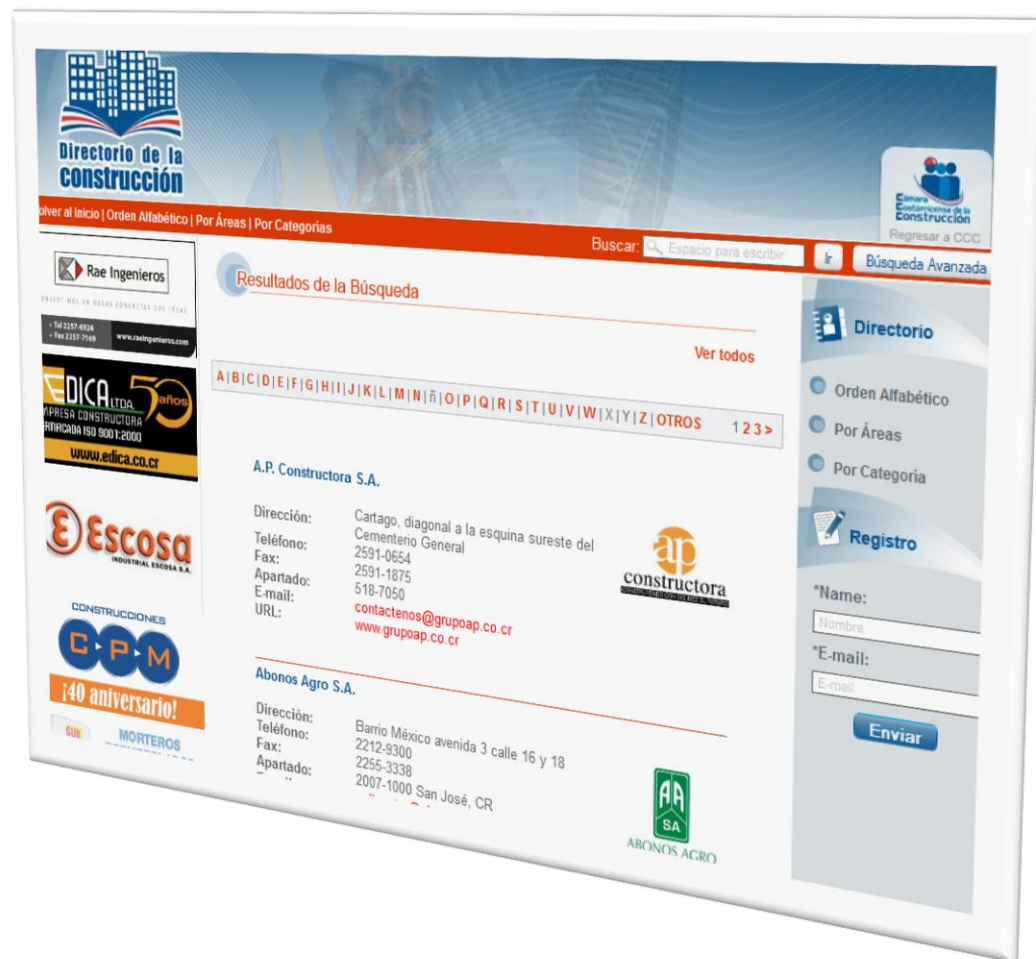 Directorio de la
construcción
Camara
Costarricense de la
Construcción
Regresar a CCC
olver al Inicio | Orden Alfabético | Por Áreas | Por Categorias
Buscar: Espacio para escribir
Ir
Búsqueda Avanzada
Rae Ingenieros
• Tel 2257-6924
• Fax 2257-7169
www.raeingenieros.com
EDICA LTDA.
50 años
EMPRESA CONSTRUCTORA
ERTIFICADA ISO 9001:2000
www.edica.co.cr
Escosa
INDUSTRIAL ESCOSA S.A.
CONSTRUCCIONES
C P M
¡40 aniversario!
SUR
MORTEROS
Resultados de la Búsqueda
Ver todos
A|B|C|D|E|F|G|H|I|J|K|L|M|N|ñ|O|P|Q|R|S|T|U|V|W|X|Y|Z|OTROS 1 2 3 >
A.P. Constructora S.A.
Dirección: Cartago, diagonal a la esquina sureste del
Cementerio General
Teléfono: 2591-0654
Fax: 2591-1875
Apartado: 518-7050
E-mail: contactenos@grupoap.co.cr
URL: www.grupoap.co.cr
ap
constructora
Abonos Agro S.A.
Dirección: Barrio México avenida 3 calle 16 y 18
Teléfono: 2212-9300
Fax: 2255-3338
Apartado: 2007-1000 San José, CR
AA
SA
ABONOS AGRO
Directorio
Orden Alfabético
Por Áreas
Por Categoria
Registro
*Name:
Nombre
*E-mail:
E-mail
Enviar